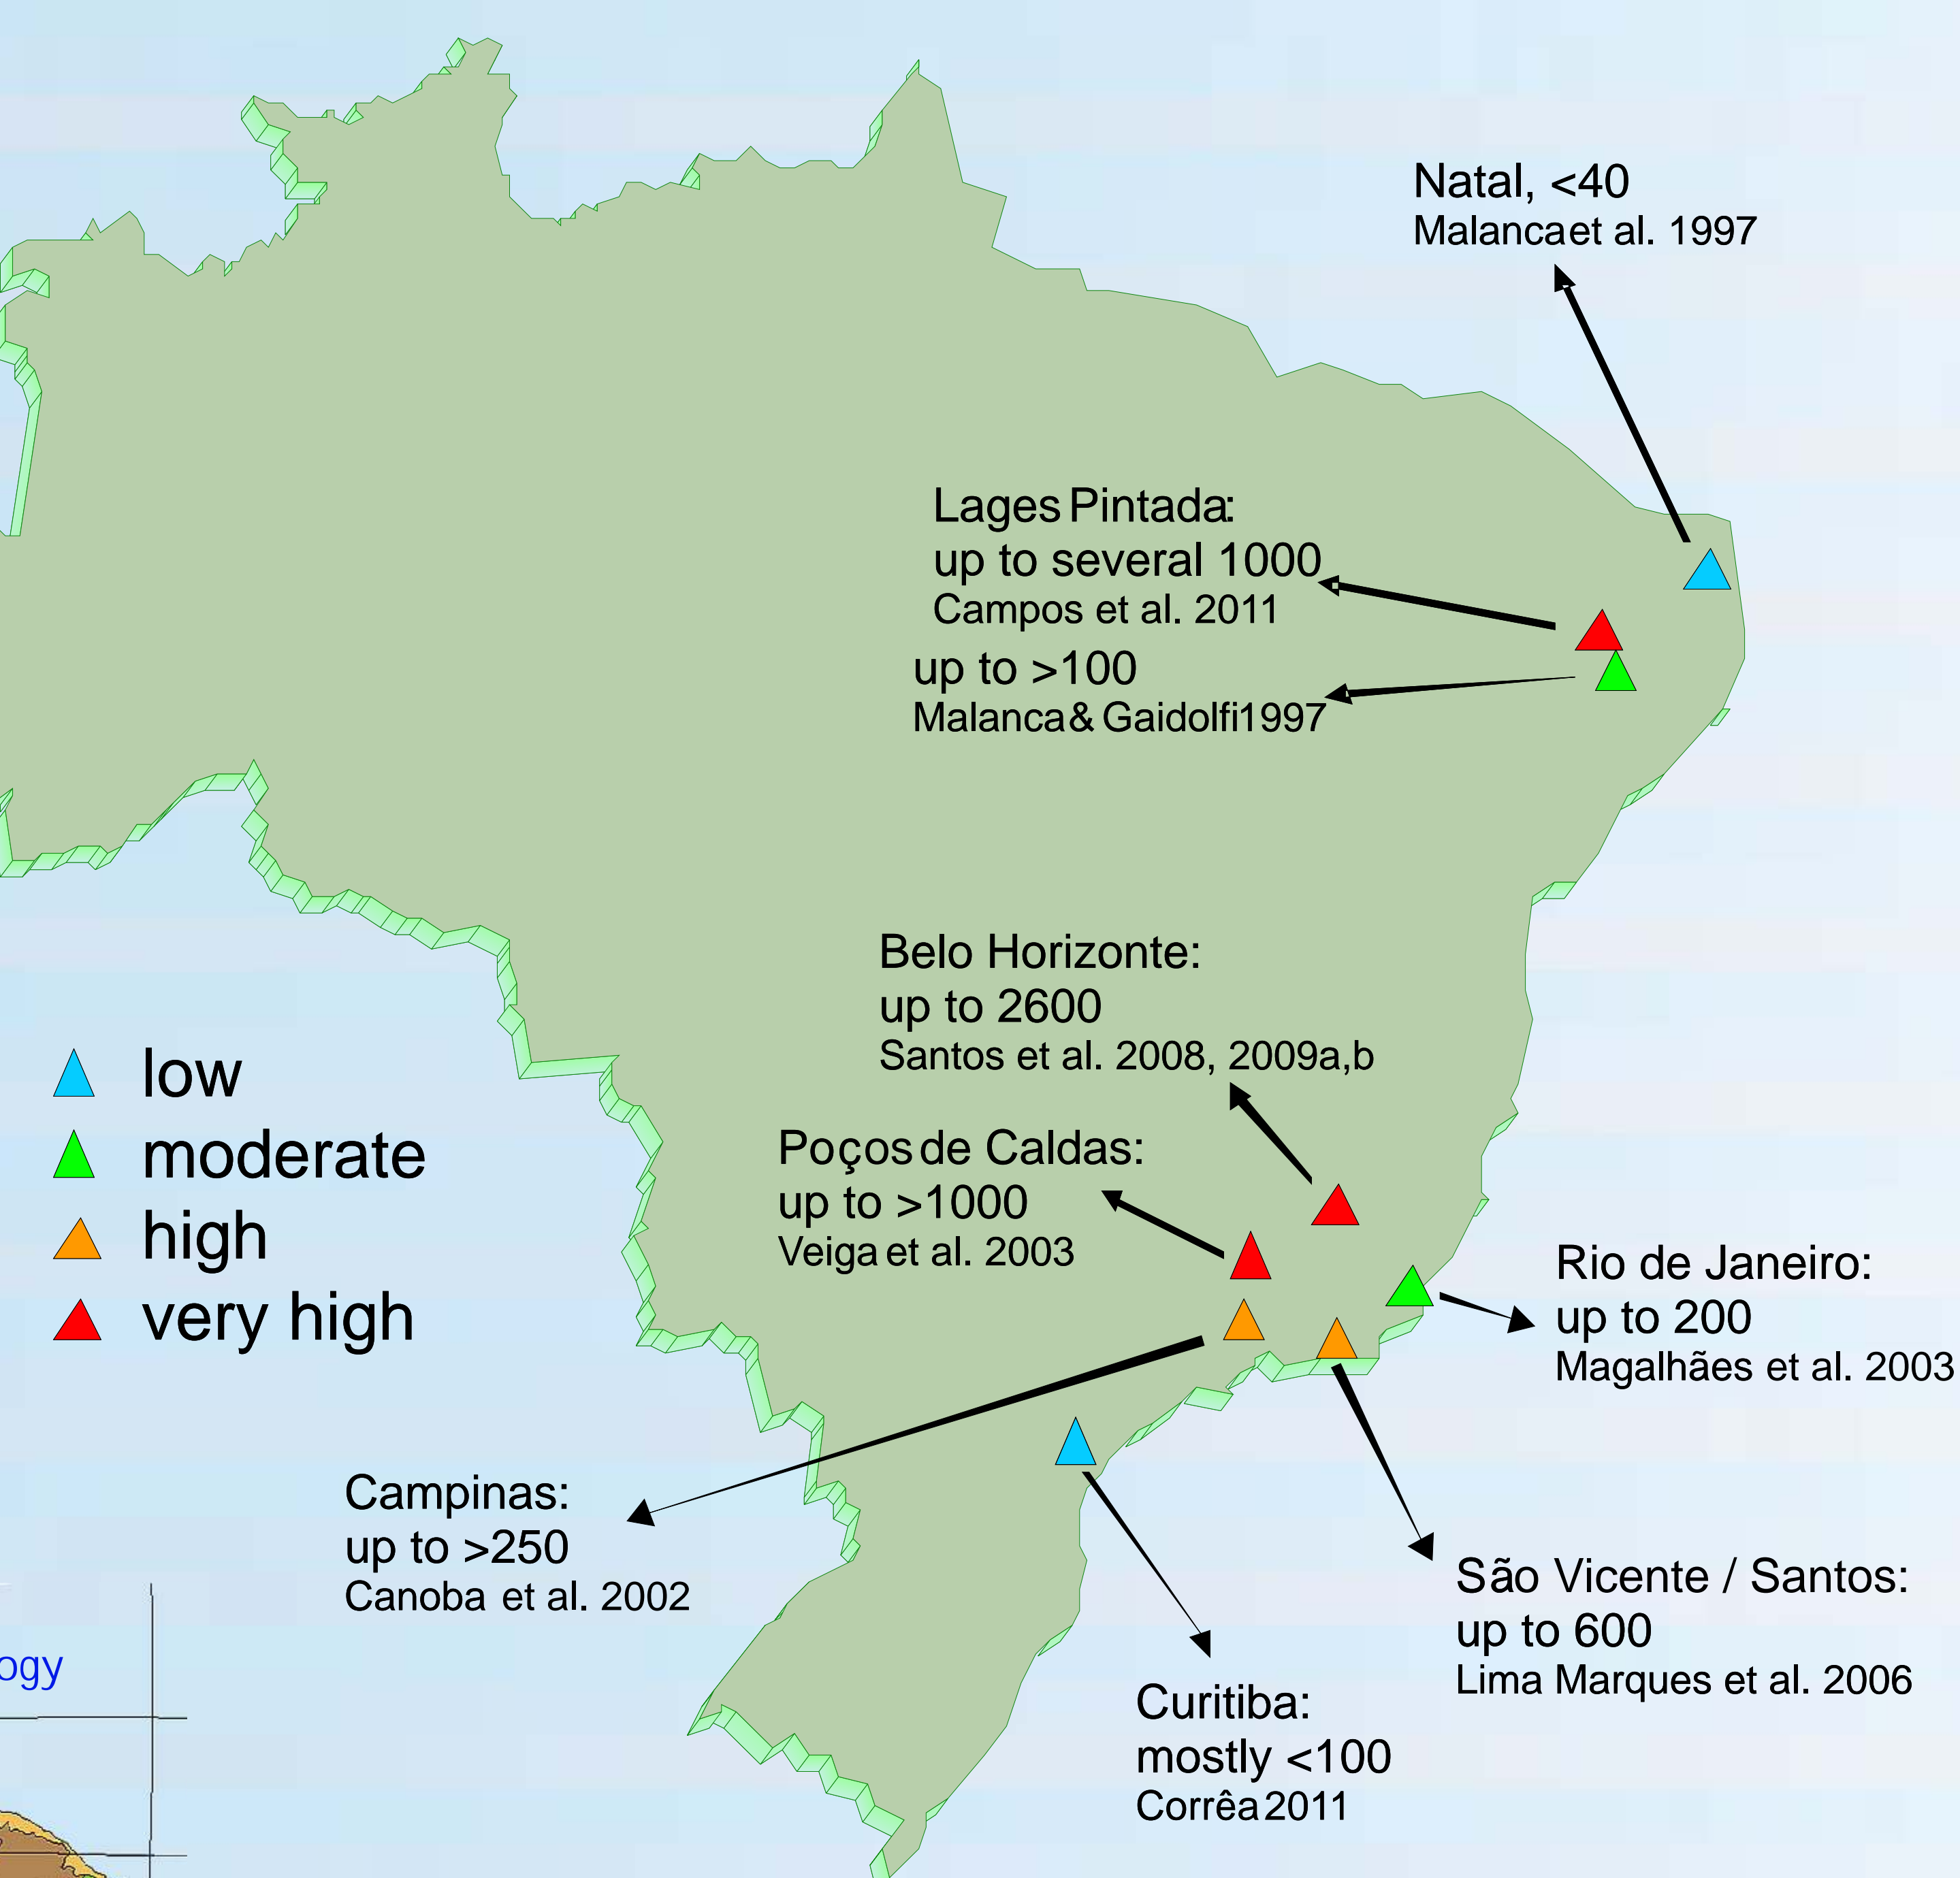 Natal, <40
Malanca et al. 1997
Lages Pintada:
up to several 1000
Campos et al. 2011
up to >100
Malanca & Gaidolfi 1997
Belo Horizonte:
up to 2600
Santos et al. 2008, 2009a,b
Poços de Caldas:
up to >1000
Veiga et al. 2003
low
moderate
high
very high
Rio de Janeiro:
up to 200
Magalhães et al. 2003
Campinas:
up to >250
Canoba et al. 2002
São Vicente / Santos:
up to 600
Lima Marques et al. 2006
Curitiba:
mostly <100
Corrêa 2011
ogy